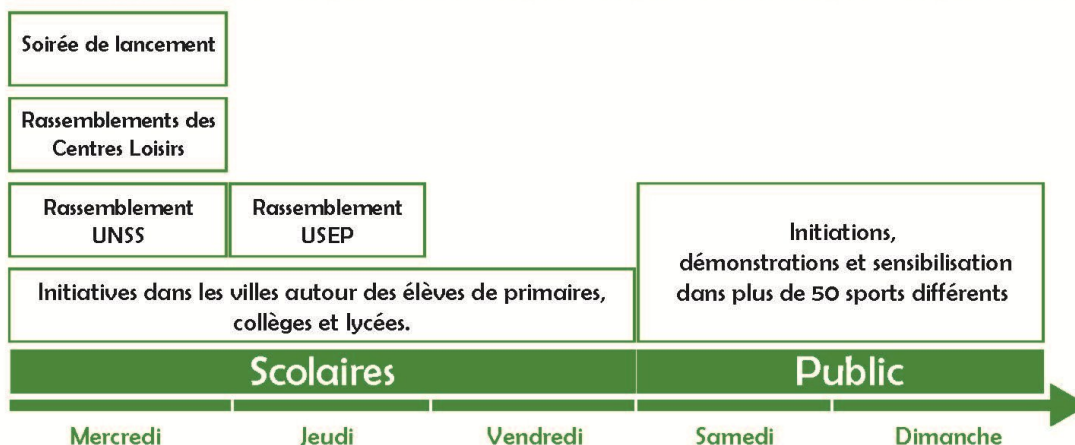 Soirée de lancement
Rassemblements des
Centres Loisirs
Rassemblement
UNSS
Rassemblement
USEP
Initiations,
démonstrations et sensibilisation
dans plus de 50 sports différents
Initiatives dans les villes autour des élèves de primaires,
collèges et lycées.
Scolaires
Public
Mercredi
Jeudi
Vendredi
Samedi
Dimanche